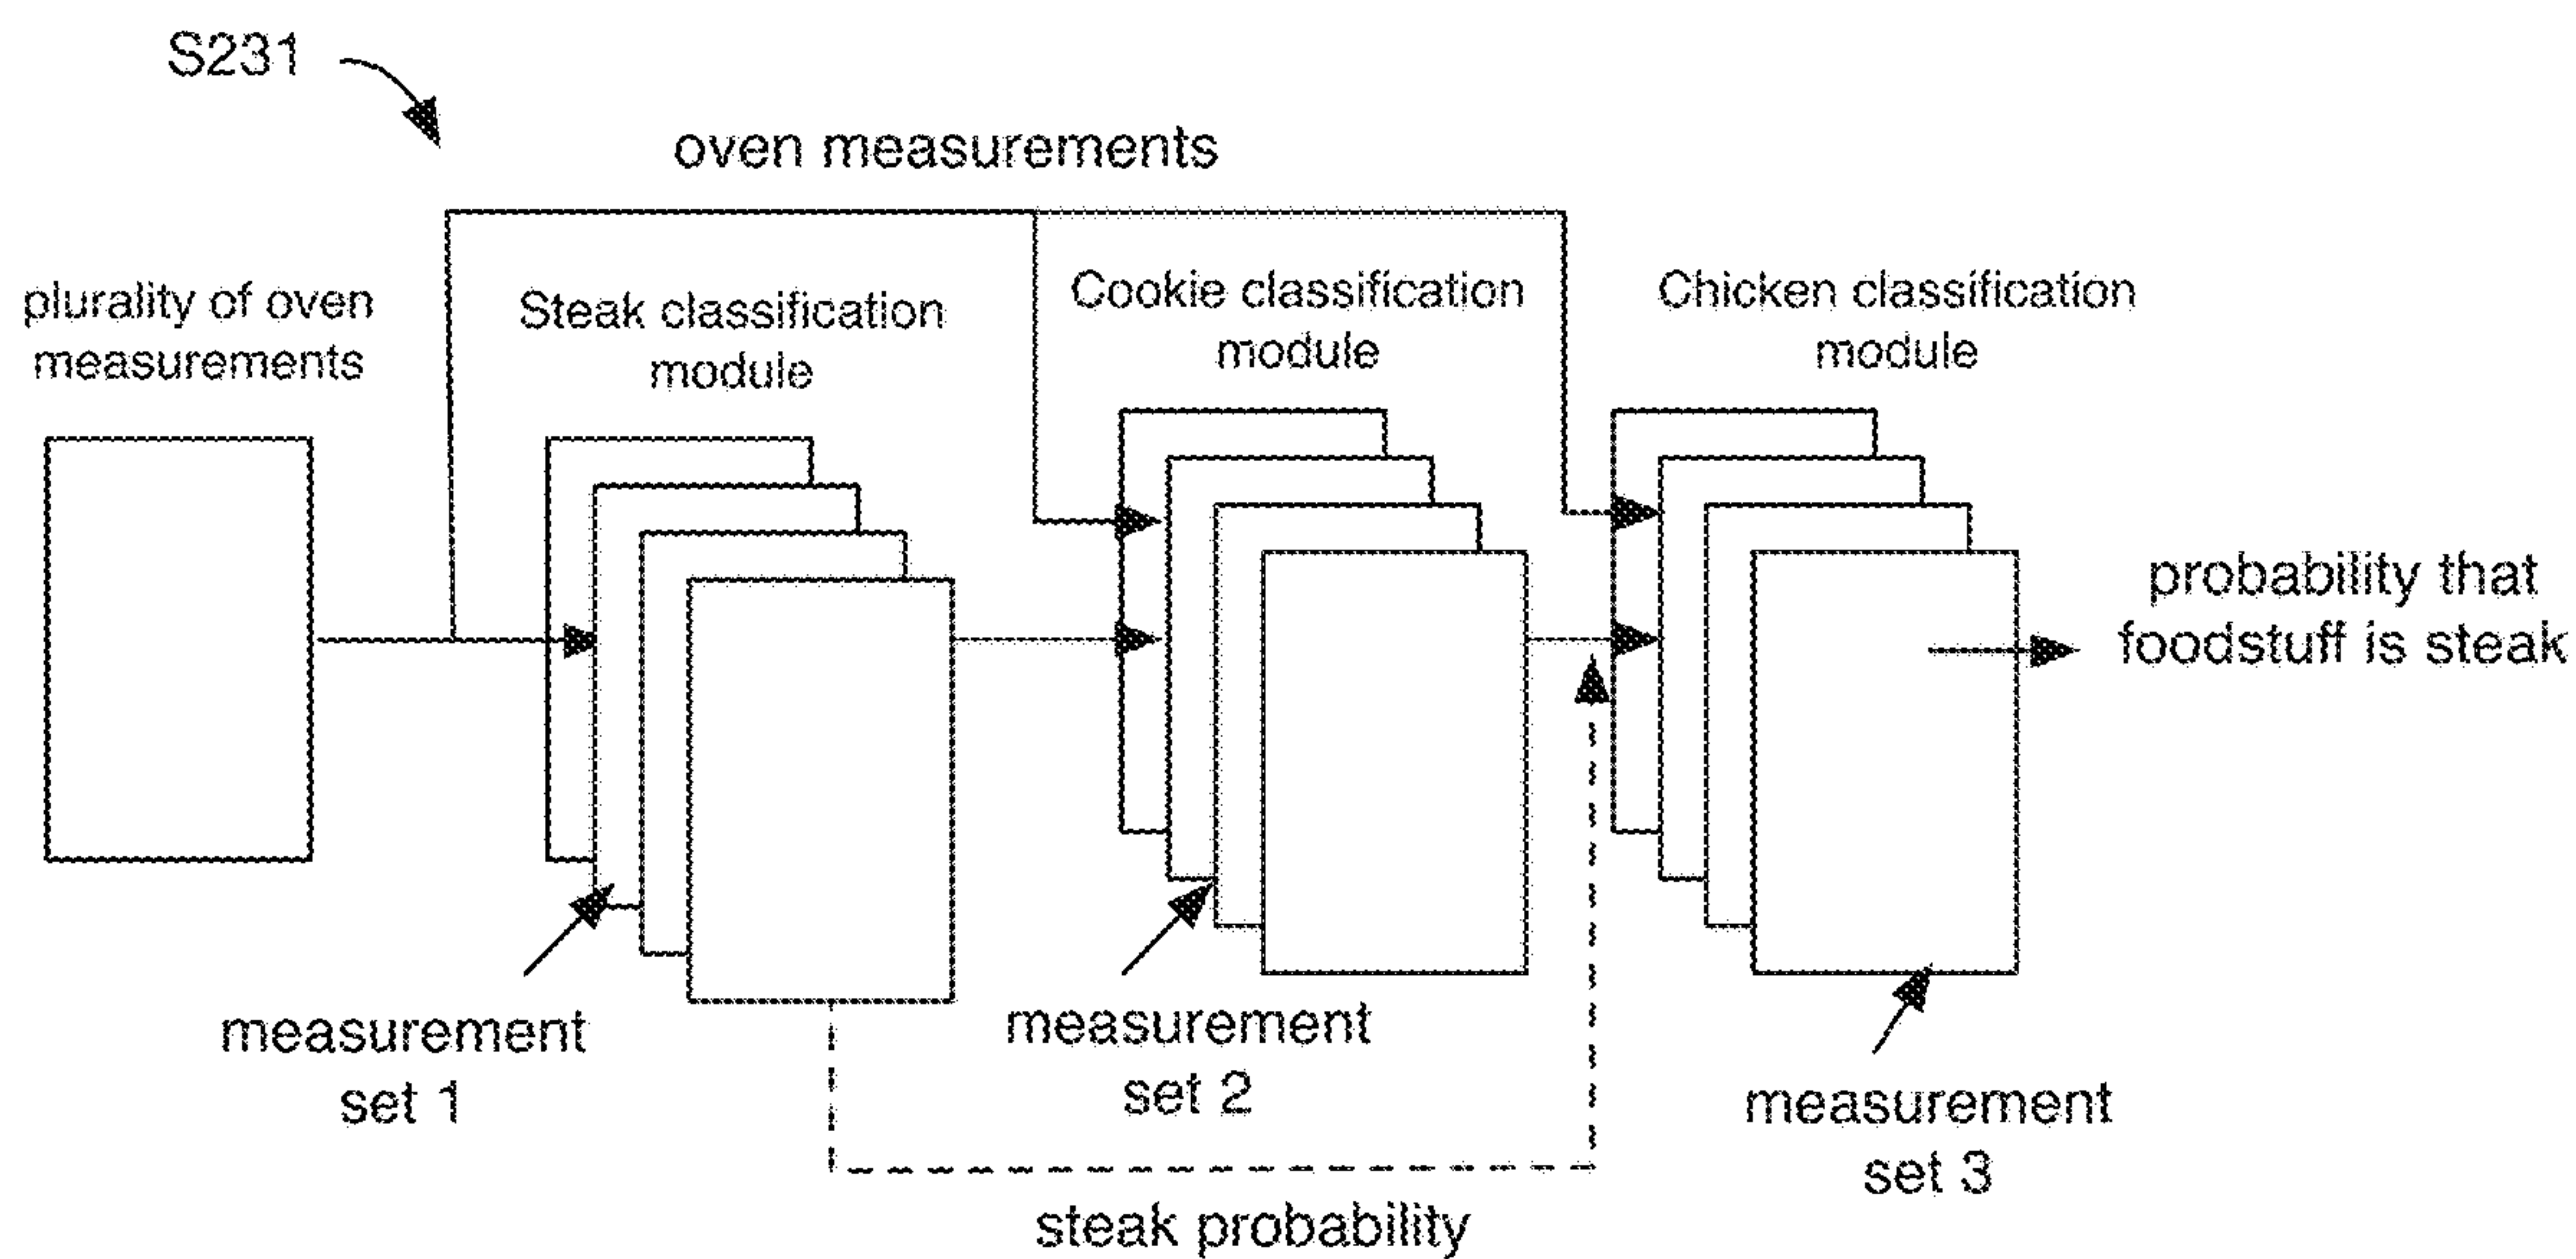 S231
oven measurements
plurality of oven
measurements
Steak classification
module
Cookie classification
module
Chicken classification
module
probability that
foodstuff is steak
measurement
set 1
measurement
set 2
measurement
set 3
steak probability